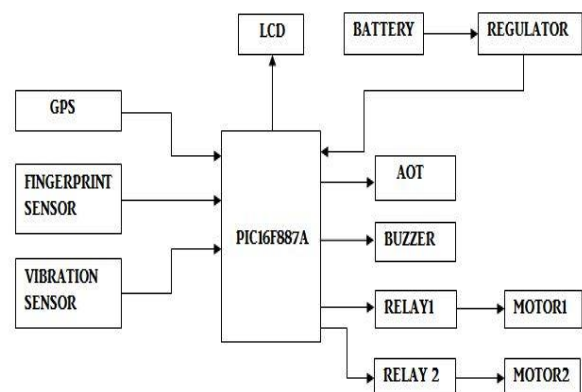 LCD
BATTERY
REGULATOR
GPS
FINGERPRINT
SENSOR
VIBRATION
SENSOR
PIC16F887A
AOT
BUZZER
RELAY1
MOTOR1
RELAY 2
MOTOR2